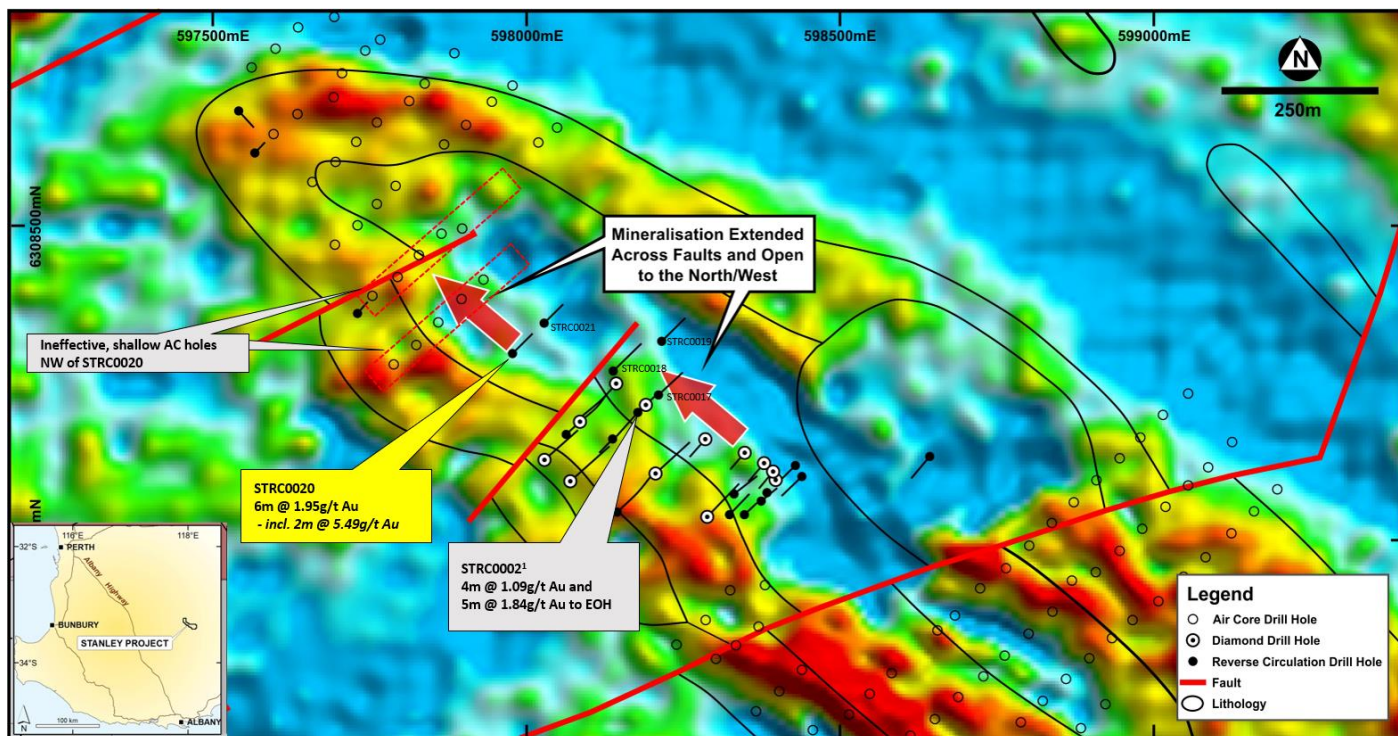 597500mE
598000mE
598500mE
599000mE
N
250m
6308500mN
Mineralisation Extended
Across Faults and Open
to the North/West
Ineffective, shallow AC holes
NW of STRC0020
STRC0021
STRC0019
STRC0018
STRC0017
STRC0020
6m @ 1.95g/t Au
- incl. 2m @ 5.49g/t Au
STRC0002¹
4m @ 1.09g/t Au and
5m @ 1.84g/t Au to EOH
mN
116°E
118°E
32°S
PERTH
Albany Highway
BUNBURY
STANLEY PROJECT
34°S
ALBANY
N
100 km
Legend
Air Core Drill Hole
Diamond Drill Hole
Reverse Circulation Drill Hole
Fault
Lithology